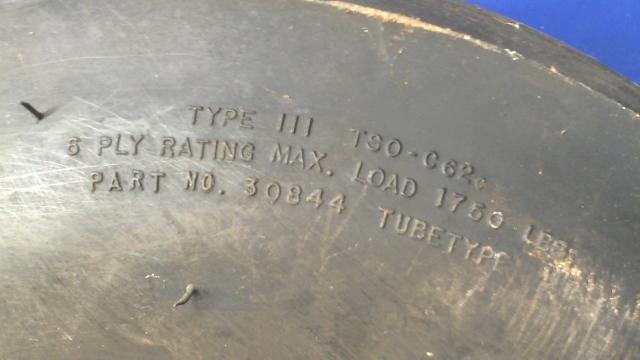 TYPE III TSO-C62c
6 PLY RATING MAX. LOAD 1750 LBS.
PART NO. 30844 TUBETYPE